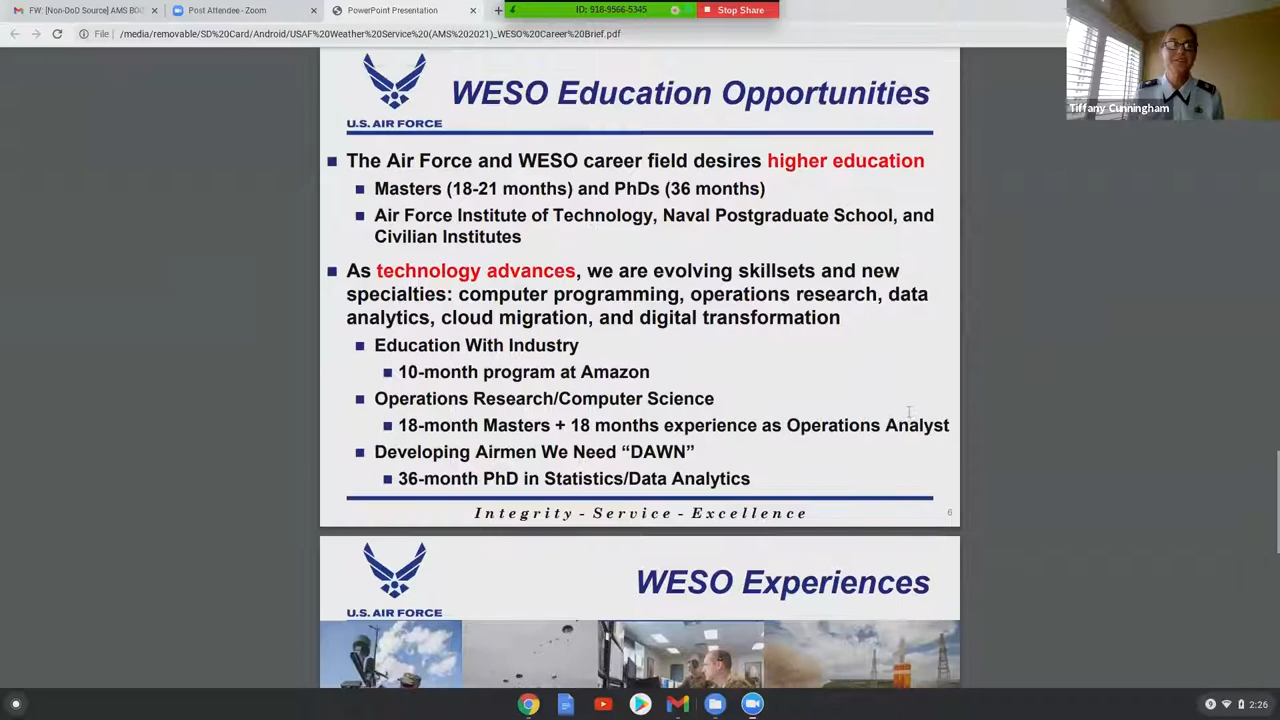 FW: [Non-DoD Source] AMS BO
Post Attendee - Zoom
PowerPoint Presentation
ID: 918-9566-5345
Stop Share
File
/media/removable/SD%20Card/Android/USAF%20Weather%20Service%20(AMS%202021)_WESO%20Career%20Brief.pdf
Tiffany Cunningham
U.S. AIR FORCE
WESO Education Opportunities
The Air Force and WESO career field desires higher education
Masters (18-21 months) and PhDs (36 months)
Air Force Institute of Technology, Naval Postgraduate School, and
Civilian Institutes
As technology advances, we are evolving skillsets and new
specialties: computer programming, operations research, data
analytics, cloud migration, and digital transformation
Education With Industry
10-month program at Amazon
Operations Research/Computer Science
18-month Masters + 18 months experience as Operations Analyst
Developing Airmen We Need “DAWN”
36-month PhD in Statistics/Data Analytics
Integrity - Service - Excellence
6
U.S. AIR FORCE
WESO Experiences
2:26